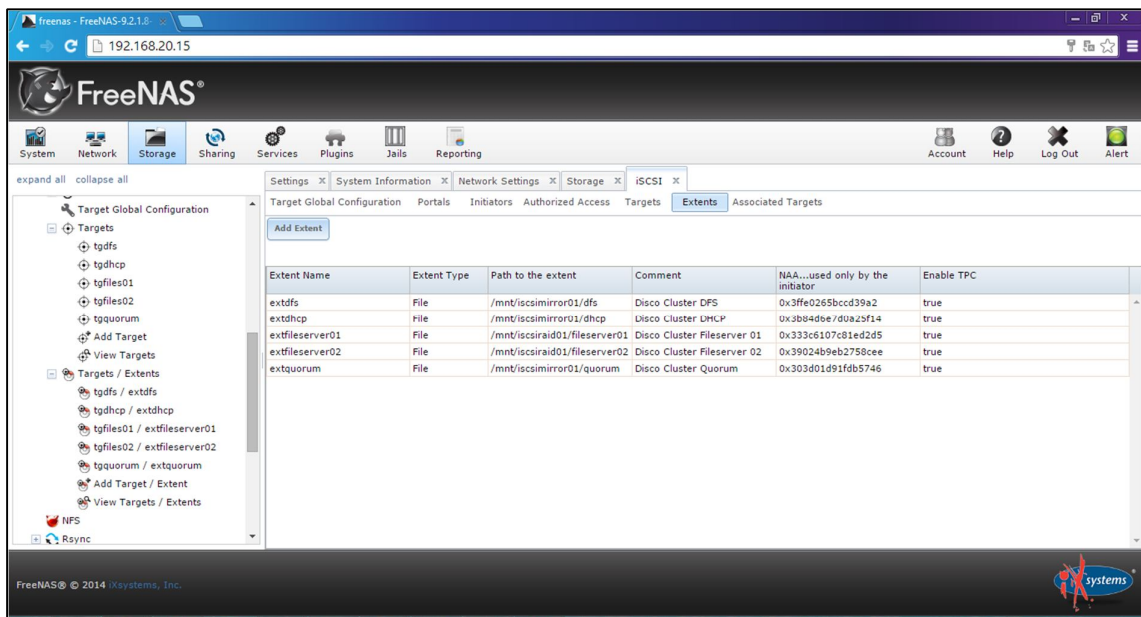 freenas - FreeNAS-9.2.1.8-
192.168.20.15
FreeNAS®
System Network Storage Sharing Services Plugins Jails Reporting Account Help Log Out Alert
expand all collapse all
Settings System Information Network Settings Storage iSCSI
Target Global Configuration Portals Initiators Authorized Access Targets Extents Associated Targets
Add Extent
Target Global Configuration
Targets
tgdfs
tgdhcp
tgfiles01
tgfiles02
tgquorum
Add Target
View Targets
Targets / Extents
tgdfs / extdfs
tgdhcp / extdhcp
tgfiles01 / extfileserver01
tgfiles02 / extfileserver02
tgquorum / extquorum
Add Target / Extent
View Targets / Extents
NFS
Rsync
Extent Name Extent Type Path to the extent Comment NAA...used only by the initiator Enable TPC
extdfs File /mnt/iscsimirror01/dfs Disco Cluster DFS 0x3ffe0265bccd39a2 true
extdhcp File /mnt/iscsimirror01/dhcp Disco Cluster DHCP 0x3b84d6e7d0a25f14 true
extfileserver01 File /mnt/iscsiraid01/fileserver01 Disco Cluster Fileserver 01 0x333c6107c81ed2d5 true
extfileserver02 File /mnt/iscsiraid01/fileserver02 Disco Cluster Fileserver 02 0x39024b9eb2758cee true
extquorum File /mnt/iscsimirror01/quorum Disco Cluster Quorum 0x303d01d91fdb5746 true
FreeNAS® © 2014 iXsystems, Inc.
iXsystems